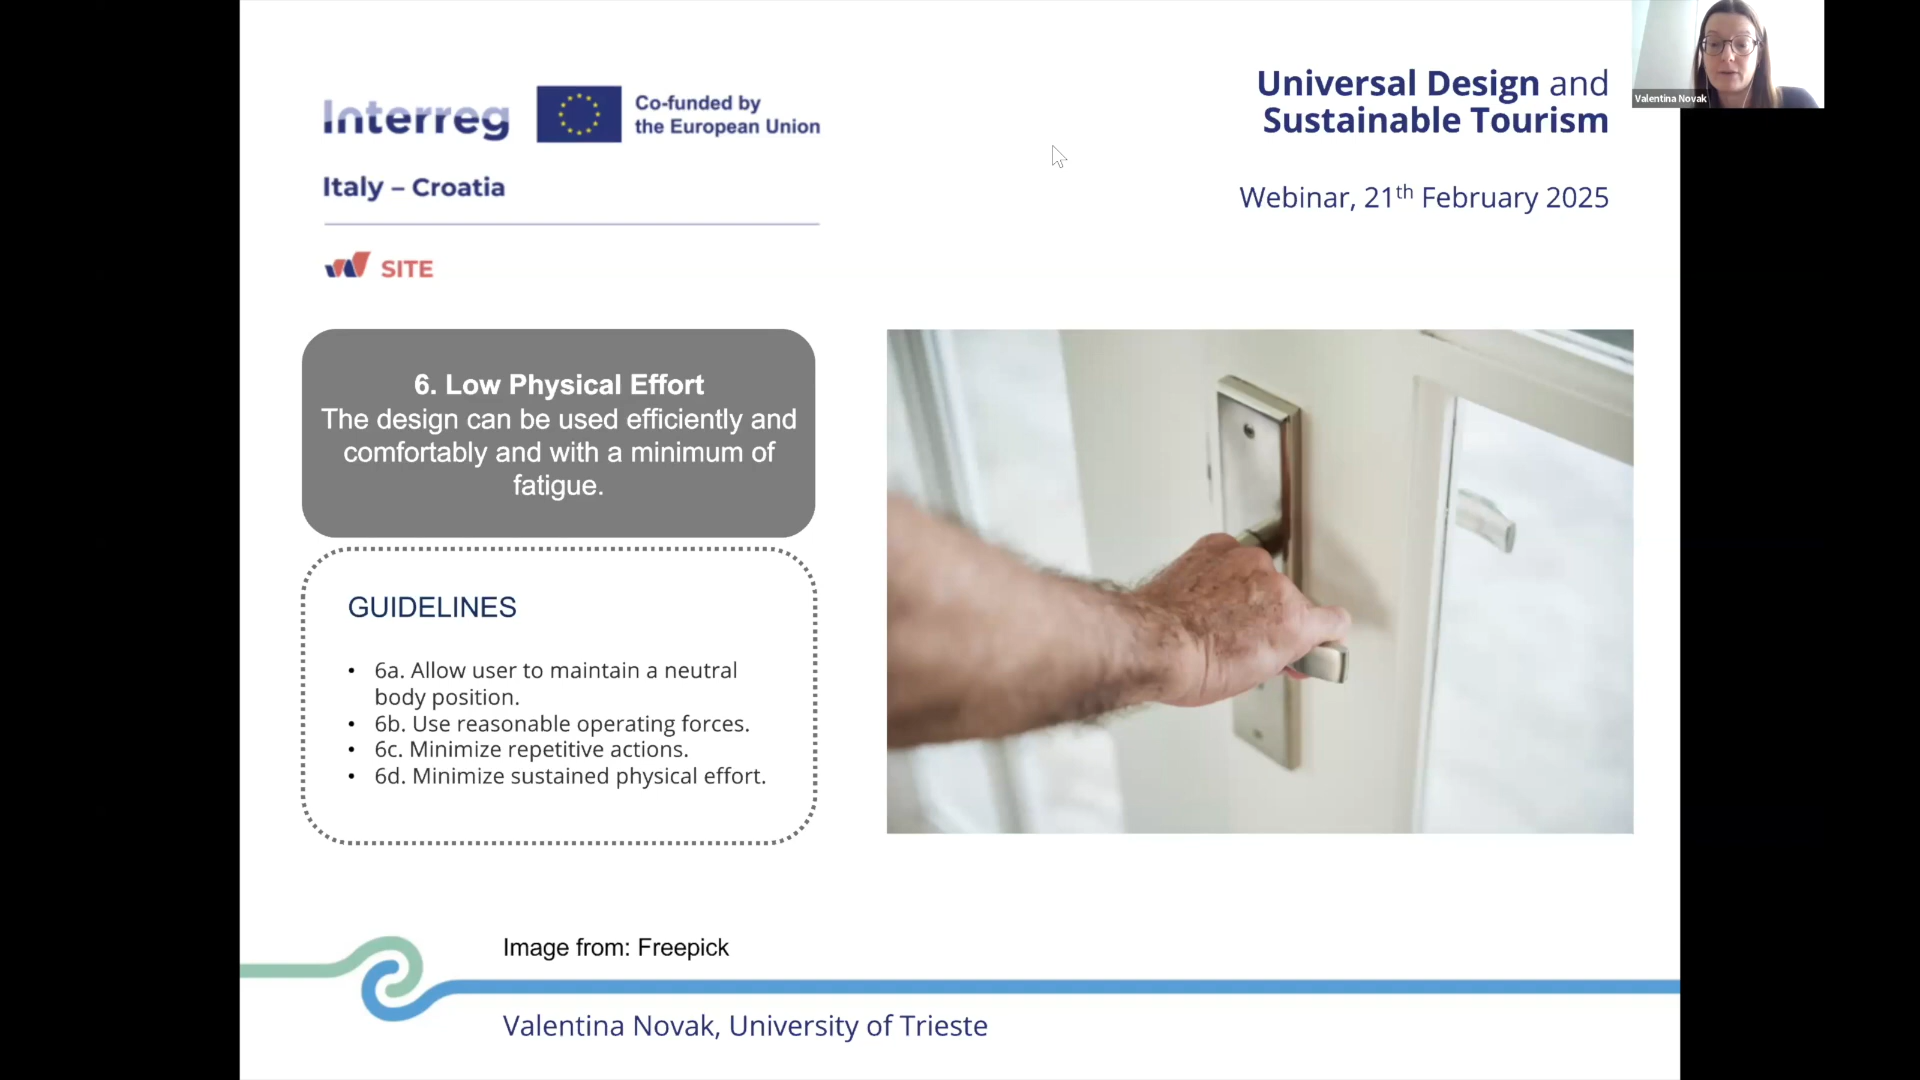 Interreg
Co-funded by
the European Union
Italy – Croatia
SITE
Universal Design and
Sustainable Tourism
Webinar, 21th February 2025
Valentina Novak
6. Low Physical Effort
The design can be used efficiently and
comfortably and with a minimum of
fatigue.
GUIDELINES
• 6a. Allow user to maintain a neutral
body position.
• 6b. Use reasonable operating forces.
• 6c. Minimize repetitive actions.
• 6d. Minimize sustained physical effort.
Image from: Freepick
Valentina Novak, University of Trieste